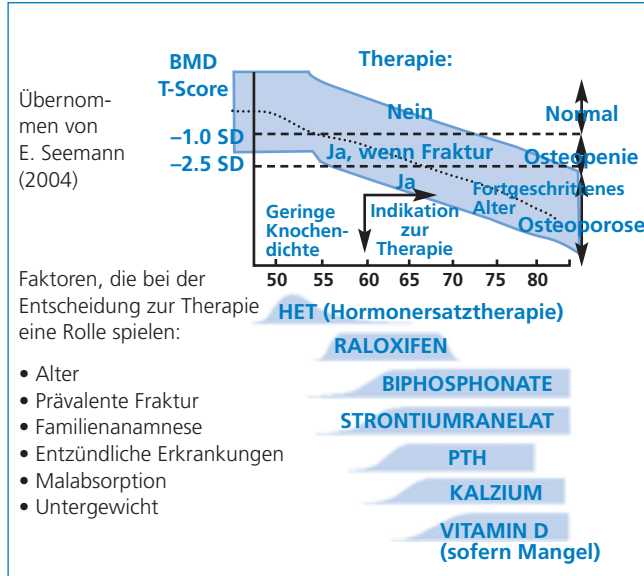 BMD
T-Score
Therapie:
Übernom-
men von
E. Seemann
(2004)
–1.0 SD
–2.5 SD
Nein
Normal
Ja, wenn Fraktur
Osteopenie
Ja
Fortgeschrittenes
Alter
Osteoporose
Geringe
Knochen-
dichte
Indikation
zur
Therapie
50 55 60 65 70 75 80
Faktoren, die bei der
Entscheidung zur Therapie
eine Rolle spielen:
• Alter
• Prävalente Fraktur
• Familienanamnese
• Entzündliche Erkrankungen
• Malabsorption
• Untergewicht
HET (Hormonersatztherapie)
RALOXIFEN
BIPHOSPHONATE
STRONTIUMRANELAT
PTH
KALZIUM
VITAMIN D
(sofern Mangel)